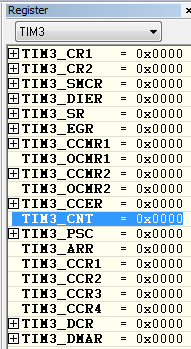 Register
TIM3
TIM3_CR1 = 0x0000
TIM3_CR2 = 0x0000
TIM3_SMCR = 0x0000
TIM3_DIER = 0x0000
TIM3_SR = 0x0000
TIM3_EGR = 0x0000
TIM3_CCMR1 = 0x0000
TIM3_OCMR1 = 0x0000
TIM3_CCMR2 = 0x0000
TIM3_OCMR2 = 0x0000
TIM3_CCER = 0x0000
TIM3_CNT = 0x0000
TIM3_PSC = 0x0000
TIM3_ARR = 0x0000
TIM3_CCR1 = 0x0000
TIM3_CCR2 = 0x0000
TIM3_CCR3 = 0x0000
TIM3_CCR4 = 0x0000
TIM3_DCR = 0x0000
TIM3_DMAR = 0x0000